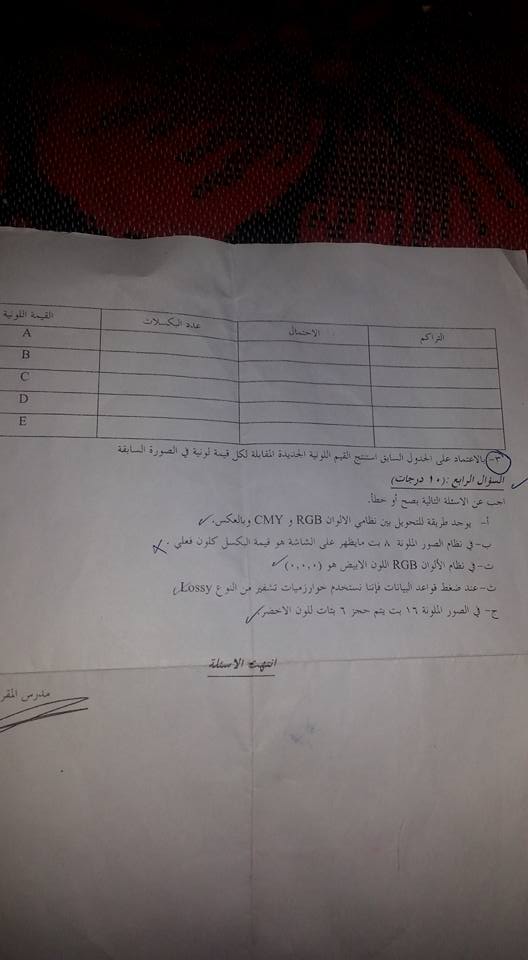 القيمة اللونية	عدد البكسلات	الاحتمال	التراكم
A
B
C
D
E
٣- بالاعتماد على الجدول السابق استنتج القيم اللونية الجديدة المقابلة لكل قيمة لونية في الصورة السابقة
السؤال الرابع: (١٠ درجات)
اجب عن الاسئلة التالية بصح أو خطأ.
أ- يوجد طريقة للتحويل بين نظامي الالوان RGB و CMY وبالعكس.
ب- في نظام الصور الملونة ٨ بت مايظهر على الشاشة هو قيمة البكسل كلون فعلي.
ت- في نظام الألوان RGB اللون الابيض هو (٠,٠,٠)
ث- عند ضغط قواعد البيانات فإننا نستخدم خوارزميات تشفير من النوع Lossy
ج- في الصور الملونة ١٦ بت يتم حجز ٦ بتات للون الاخضر.
انتهت الاسئلة
مدرس المقر